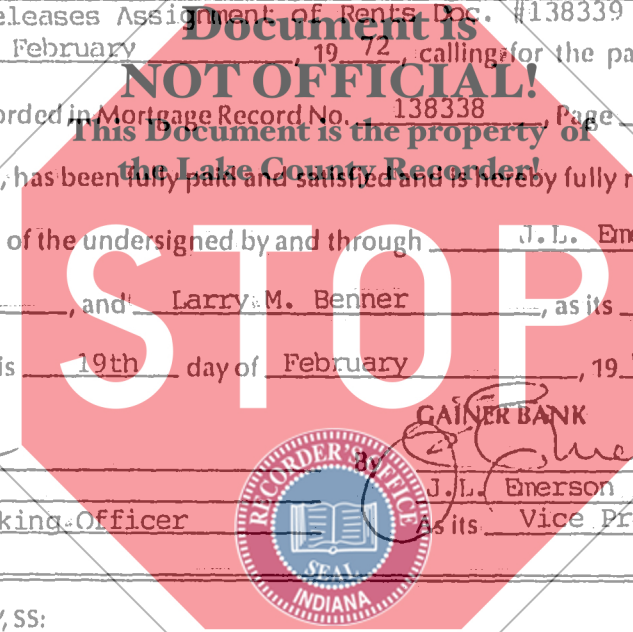 eleases Assignment of Rents Doc. #138339
Document is
February , 19 72 , calling for the pa
NOT OFFICIAL!
orded in Mortgage Record No. 138338 , Page
This Document is the property of
the Lake County Recorder!
, has been fully paid and satisfied and is hereby fully r
STOP
of the undersigned by and through J.L. Eme
, and Larry M. Benner , as its
is 19th day of February , 19
GAINER BANK
By
J.L. Emerson
king Officer As its Vice Pr
RECORDER'S OFFICE
SEAL
INDIANA
, SS: